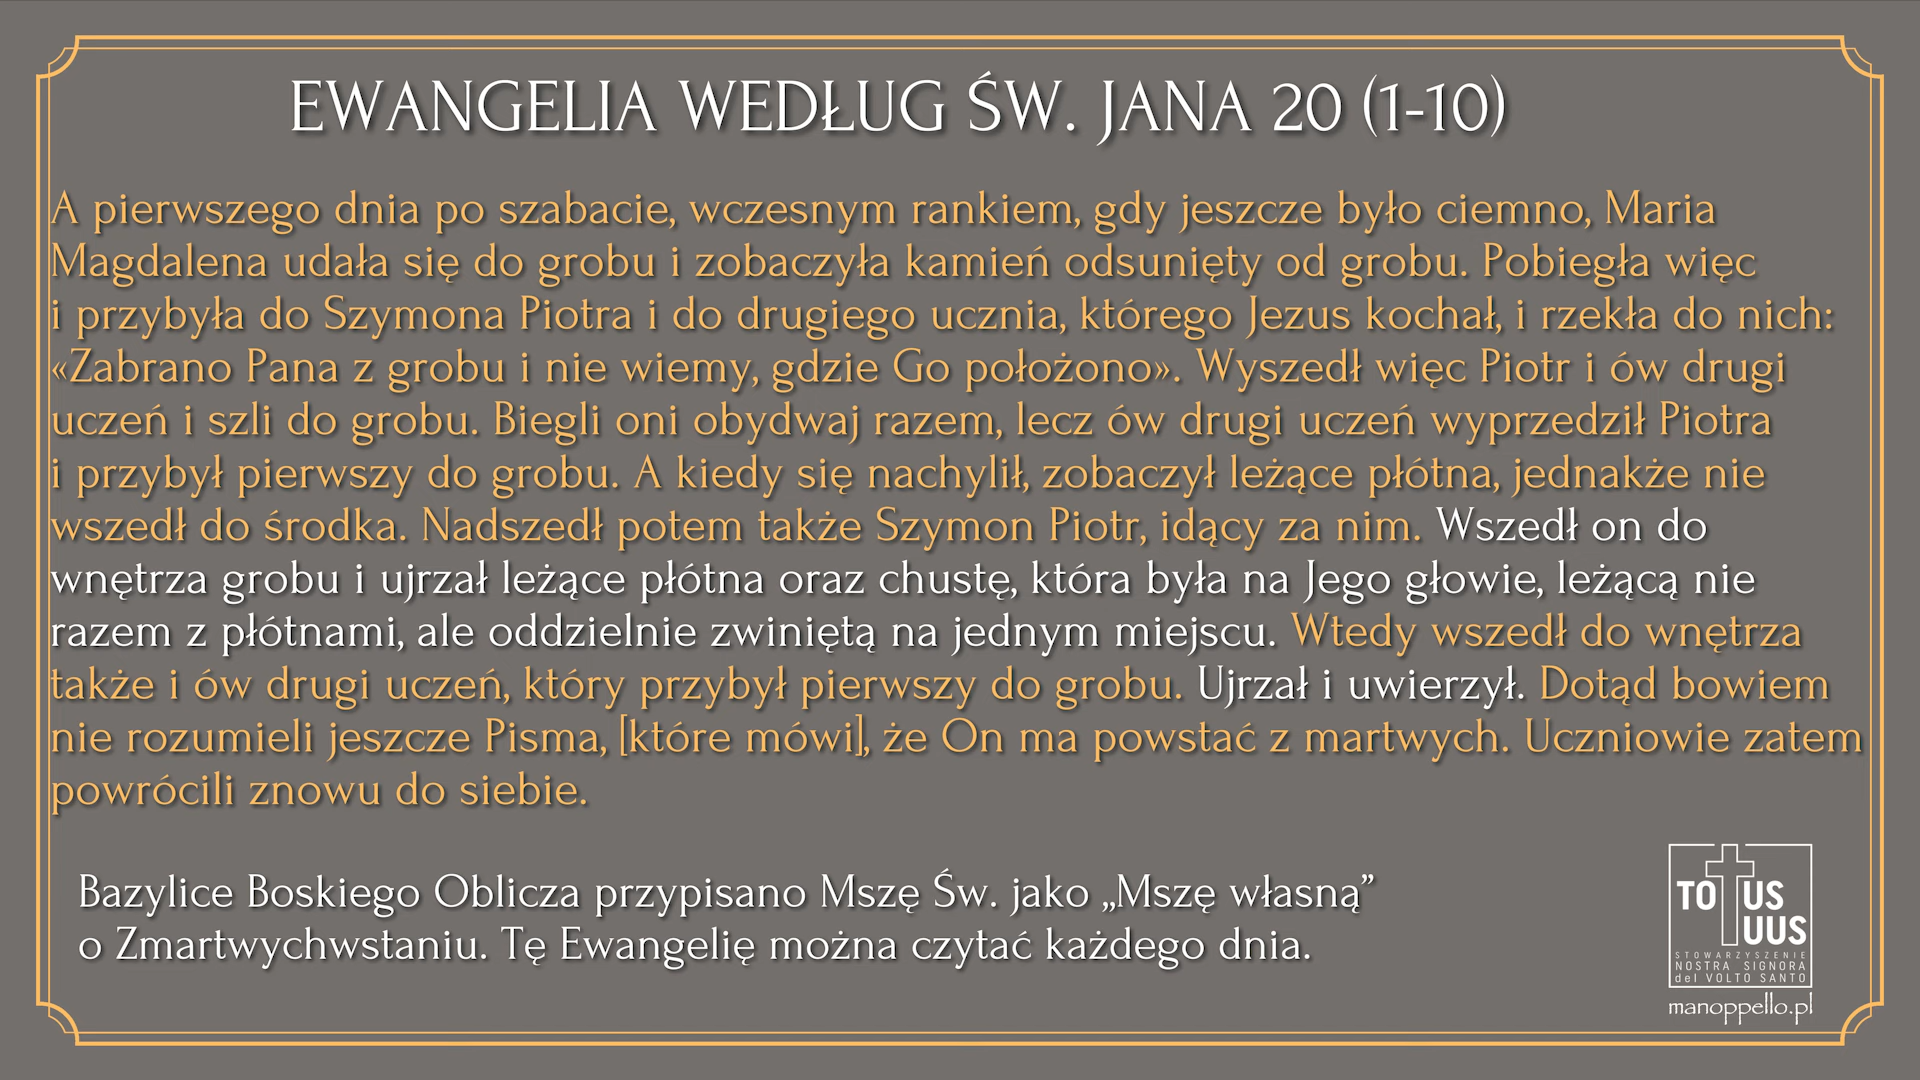 EWANGELIA WEDŁUG ŚW. JANA 20 (1-10)
A pierwszego dnia po szabacie, wczesnym rankiem, gdy jeszcze było ciemno, Maria
Magdalena udała się do grobu i zobaczyła kamień odsunięty od grobu. Pobiegła więc
i przybyła do Szymona Piotra i do drugiego ucznia, którego Jezus kochał, i rzekła do nich:
«Zabrano Pana z grobu i nie wiemy, gdzie Go położono». Wyszedł więc Piotr i ów drugi
uczeń i szli do grobu. Biegli oni obydwaj razem, lecz ów drugi uczeń wyprzedził Piotra
i przybył pierwszy do grobu. A kiedy się nachylił, zobaczył leżące płótna, jednakże nie
wszedł do środka. Nadszedł potem także Szymon Piotr, idący za nim. Wszedł on do
wnętrza grobu i ujrzał leżące płótna oraz chustę, która była na Jego głowie, leżącą nie
razem z płótnami, ale oddzielnie zwiniętą na jednym miejscu. Wtedy wszedł do wnętrza
także i ów drugi uczeń, który przybył pierwszy do grobu. Ujrzał i uwierzył. Dotąd bowiem
nie rozumieli jeszcze Pisma, [które mówi], że On ma powstać z martwych. Uczniowie zatem
powrócili znowu do siebie.
Bazylice Boskiego Oblicza przypisano Mszę Św. jako „Mszę własną”
o Zmartwychwstaniu. Tę Ewangelię można czytać każdego dnia.
TOTUS
TUUS
STOWARZYSZENIE
NOSTRA SIGNORA
del VOLTO SANTO
manoppello.pl